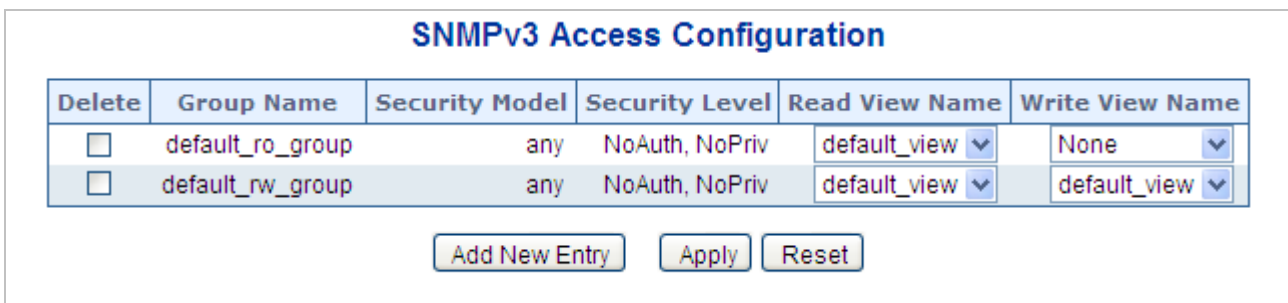 SNMPv3 Access Configuration
Delete Group Name Security Model Security Level Read View Name Write View Name
default_ro_group any NoAuth, NoPriv default_view None
default_rw_group any NoAuth, NoPriv default_view default_view
Add New Entry Apply Reset